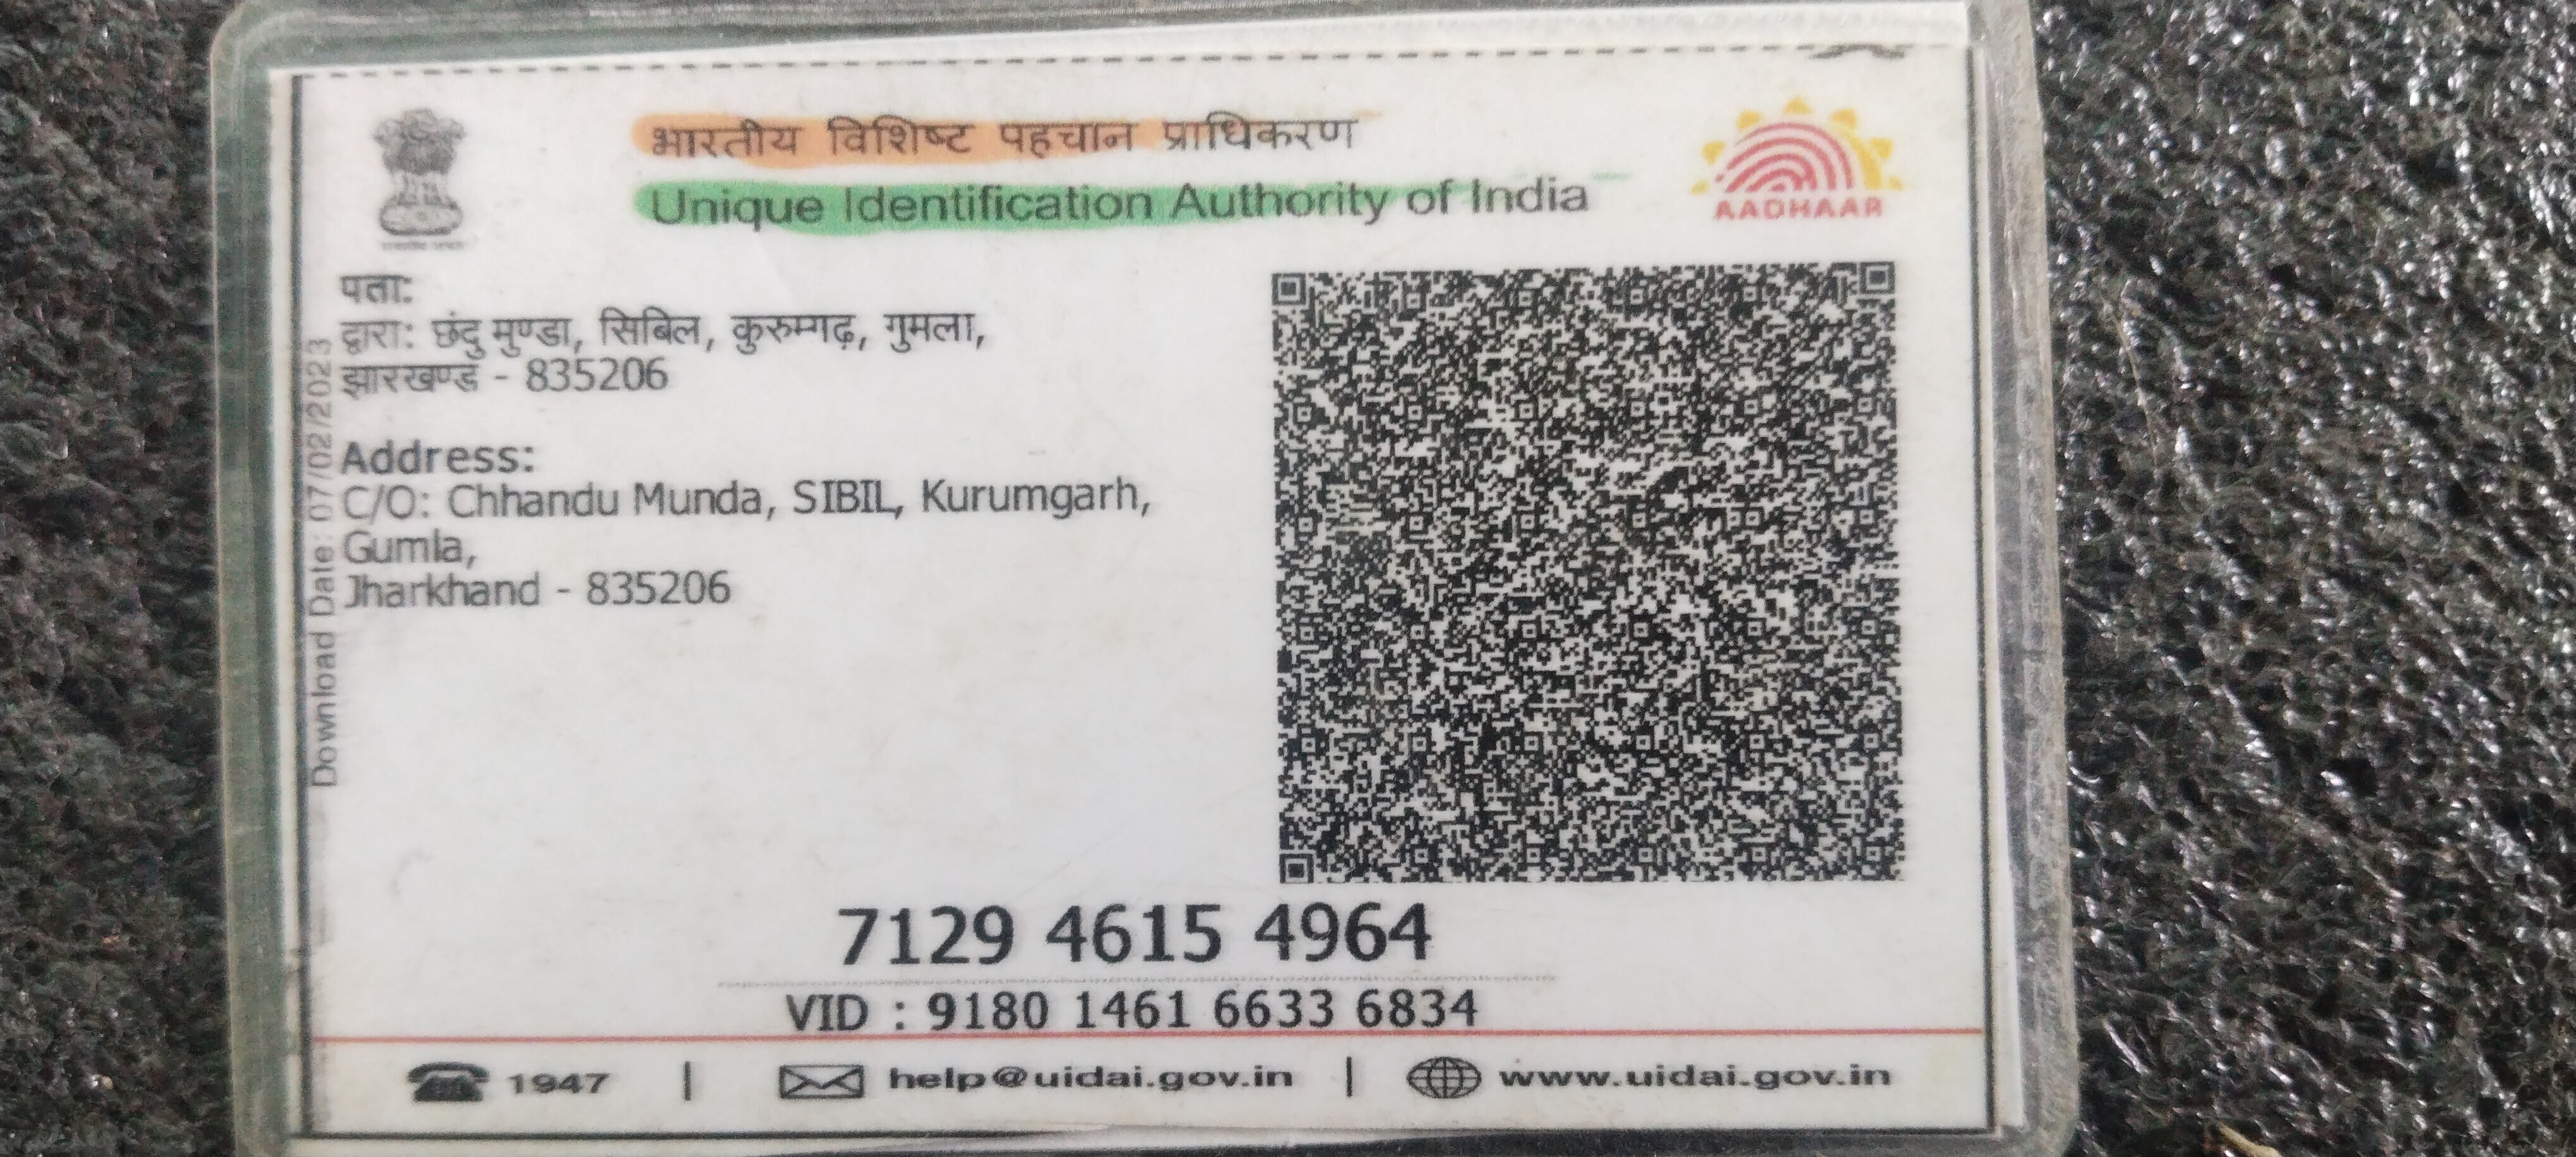 भारतीय विशिष्ट पहचान प्राधिकरण
Unique Identification Authority of India
AADHAAR
पता:
द्वारा: छंदु मुण्डा, सिबिल, कुरुमगढ़, गुमला,
झारखण्ड - 835206
Address:
C/O: Chhandu Munda, SIBIL, Kurumgarh,
Gumla,
Jharkhand - 835206
Download Date: 07/02/2023
7129 4615 4964
VID : 9180 1461 6633 6834
1947 | help@uidai.gov.in | www.uidai.gov.in